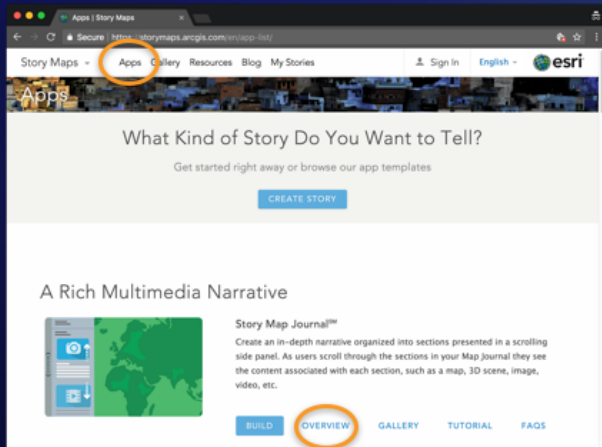 Apps | Story Maps
Secure https://storymaps.arcgis.com/en/app-list/
Story Maps Apps Gallery Resources Blog My Stories Sign In English esri
Apps
What Kind of Story Do You Want to Tell?
Get started right away or browse our app templates
CREATE STORY
A Rich Multimedia Narrative
Story Map Journal℠
Create an in-depth narrative organized into sections presented in a scrolling
side panel. As users scroll through the sections in your Map Journal they see
the content associated with each section, such as a map, 3D scene, image,
video, etc.
BUILD OVERVIEW GALLERY TUTORIAL FAQS